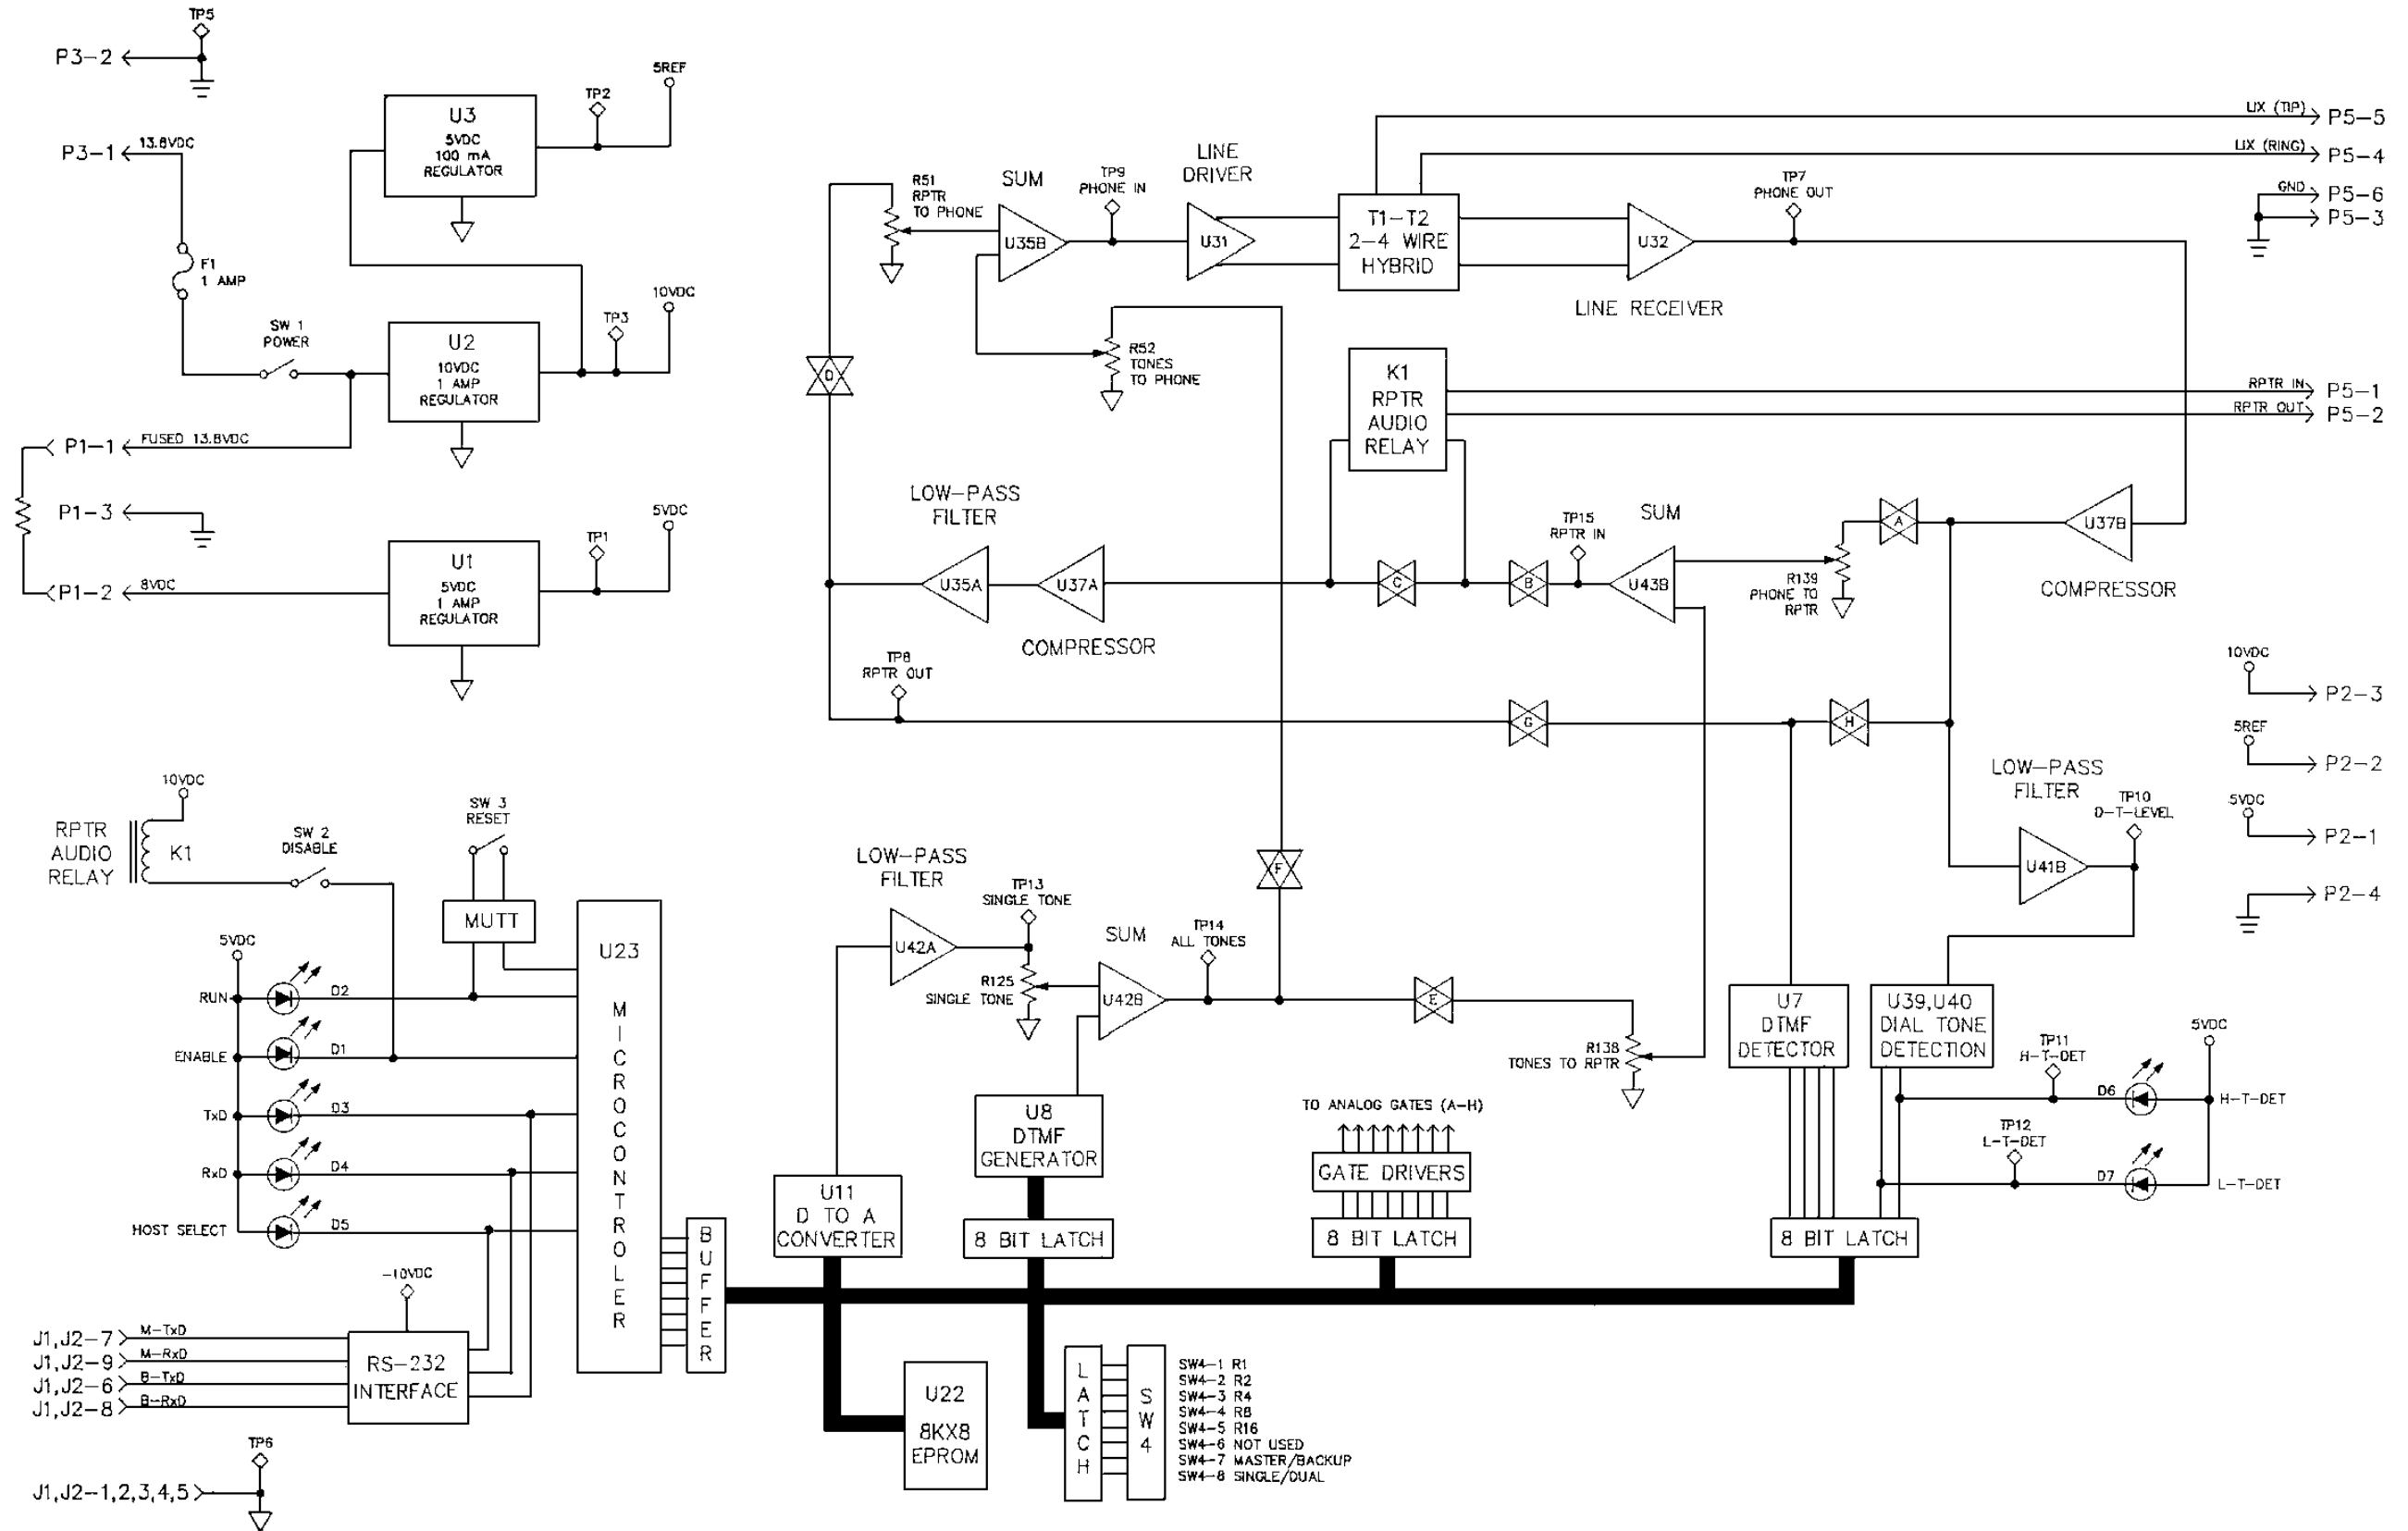 TP5
P3-2
P3-1
13.8VDC
F1
1 AMP
SW 1
POWER
U3
5VDC
100 mA
REGULATOR
TP2
5REF
U2
10VDC
1 AMP
REGULATOR
TP3
10VDC
P1-1
FUSED 13.8VDC
P1-3
P1-2
8VDC
U1
5VDC
1 AMP
REGULATOR
TP1
5VDC
R51
RPTR
TO PHONE
SUM
U35B
TP9
PHONE IN
LINE
DRIVER
U31
T1-T2
2-4 WIRE
HYBRID
U32
LINE RECEIVER
TP7
PHONE OUT
LIX (TIP)
P5-5
LIX (RING)
P5-4
GND
P5-6
P5-3
D
R52
TONES
TO PHONE
K1
RPTR
AUDIO
RELAY
RPTR IN
P5-1
RPTR OUT
P5-2
LOW-PASS
FILTER
U35A
U37A
COMPRESSOR
C
B
TP15
RPTR IN
SUM
U43B
R139
PHONE TO
RPTR
A
U37B
COMPRESSOR
TP8
RPTR OUT
G
H
10VDC
P2-3
5REF
P2-2
5VDC
P2-1
P2-4
LOW-PASS
FILTER
TP10
D-T-LEVEL
U41B
10VDC
RPTR
AUDIO
RELAY
K1
SW 2
DISABLE
SW 3
RESET
MUTT
5VDC
RUN
D2
ENABLE
D1
TxD
D3
RxD
D4
HOST SELECT
D5
U23
MICROCONTROLER
BUFFER
-10VDC
J1,J2-7
M-TxD
J1,J2-9
M-RxD
J1,J2-6
B-TxD
J1,J2-8
B-RxD
RS-232
INTERFACE
TP6
J1,J2-1,2,3,4,5
LOW-PASS
FILTER
U42A
TP13
SINGLE TONE
R125
SINGLE TONE
SUM
U42B
TP14
ALL TONES
F
E
R138
TONES TO RPTR
U8
DTMF
GENERATOR
U11
D TO A
CONVERTER
8 BIT LATCH
TO ANALOG GATES (A-H)
GATE DRIVERS
8 BIT LATCH
U7
DTMF
DETECTOR
U39,U40
DIAL TONE
DETECTION
TP11
H-T-DET
D6
5VDC
H-T-DET
TP12
L-T-DET
D7
L-T-DET
8 BIT LATCH
U22
8KX8
EPROM
LATCH
SW4
SW4-1 R1
SW4-2 R2
SW4-3 R4
SW4-4 R8
SW4-5 R16
SW4-6 NOT USED
SW4-7 MASTER/BACKUP
SW4-8 SINGLE/DUAL